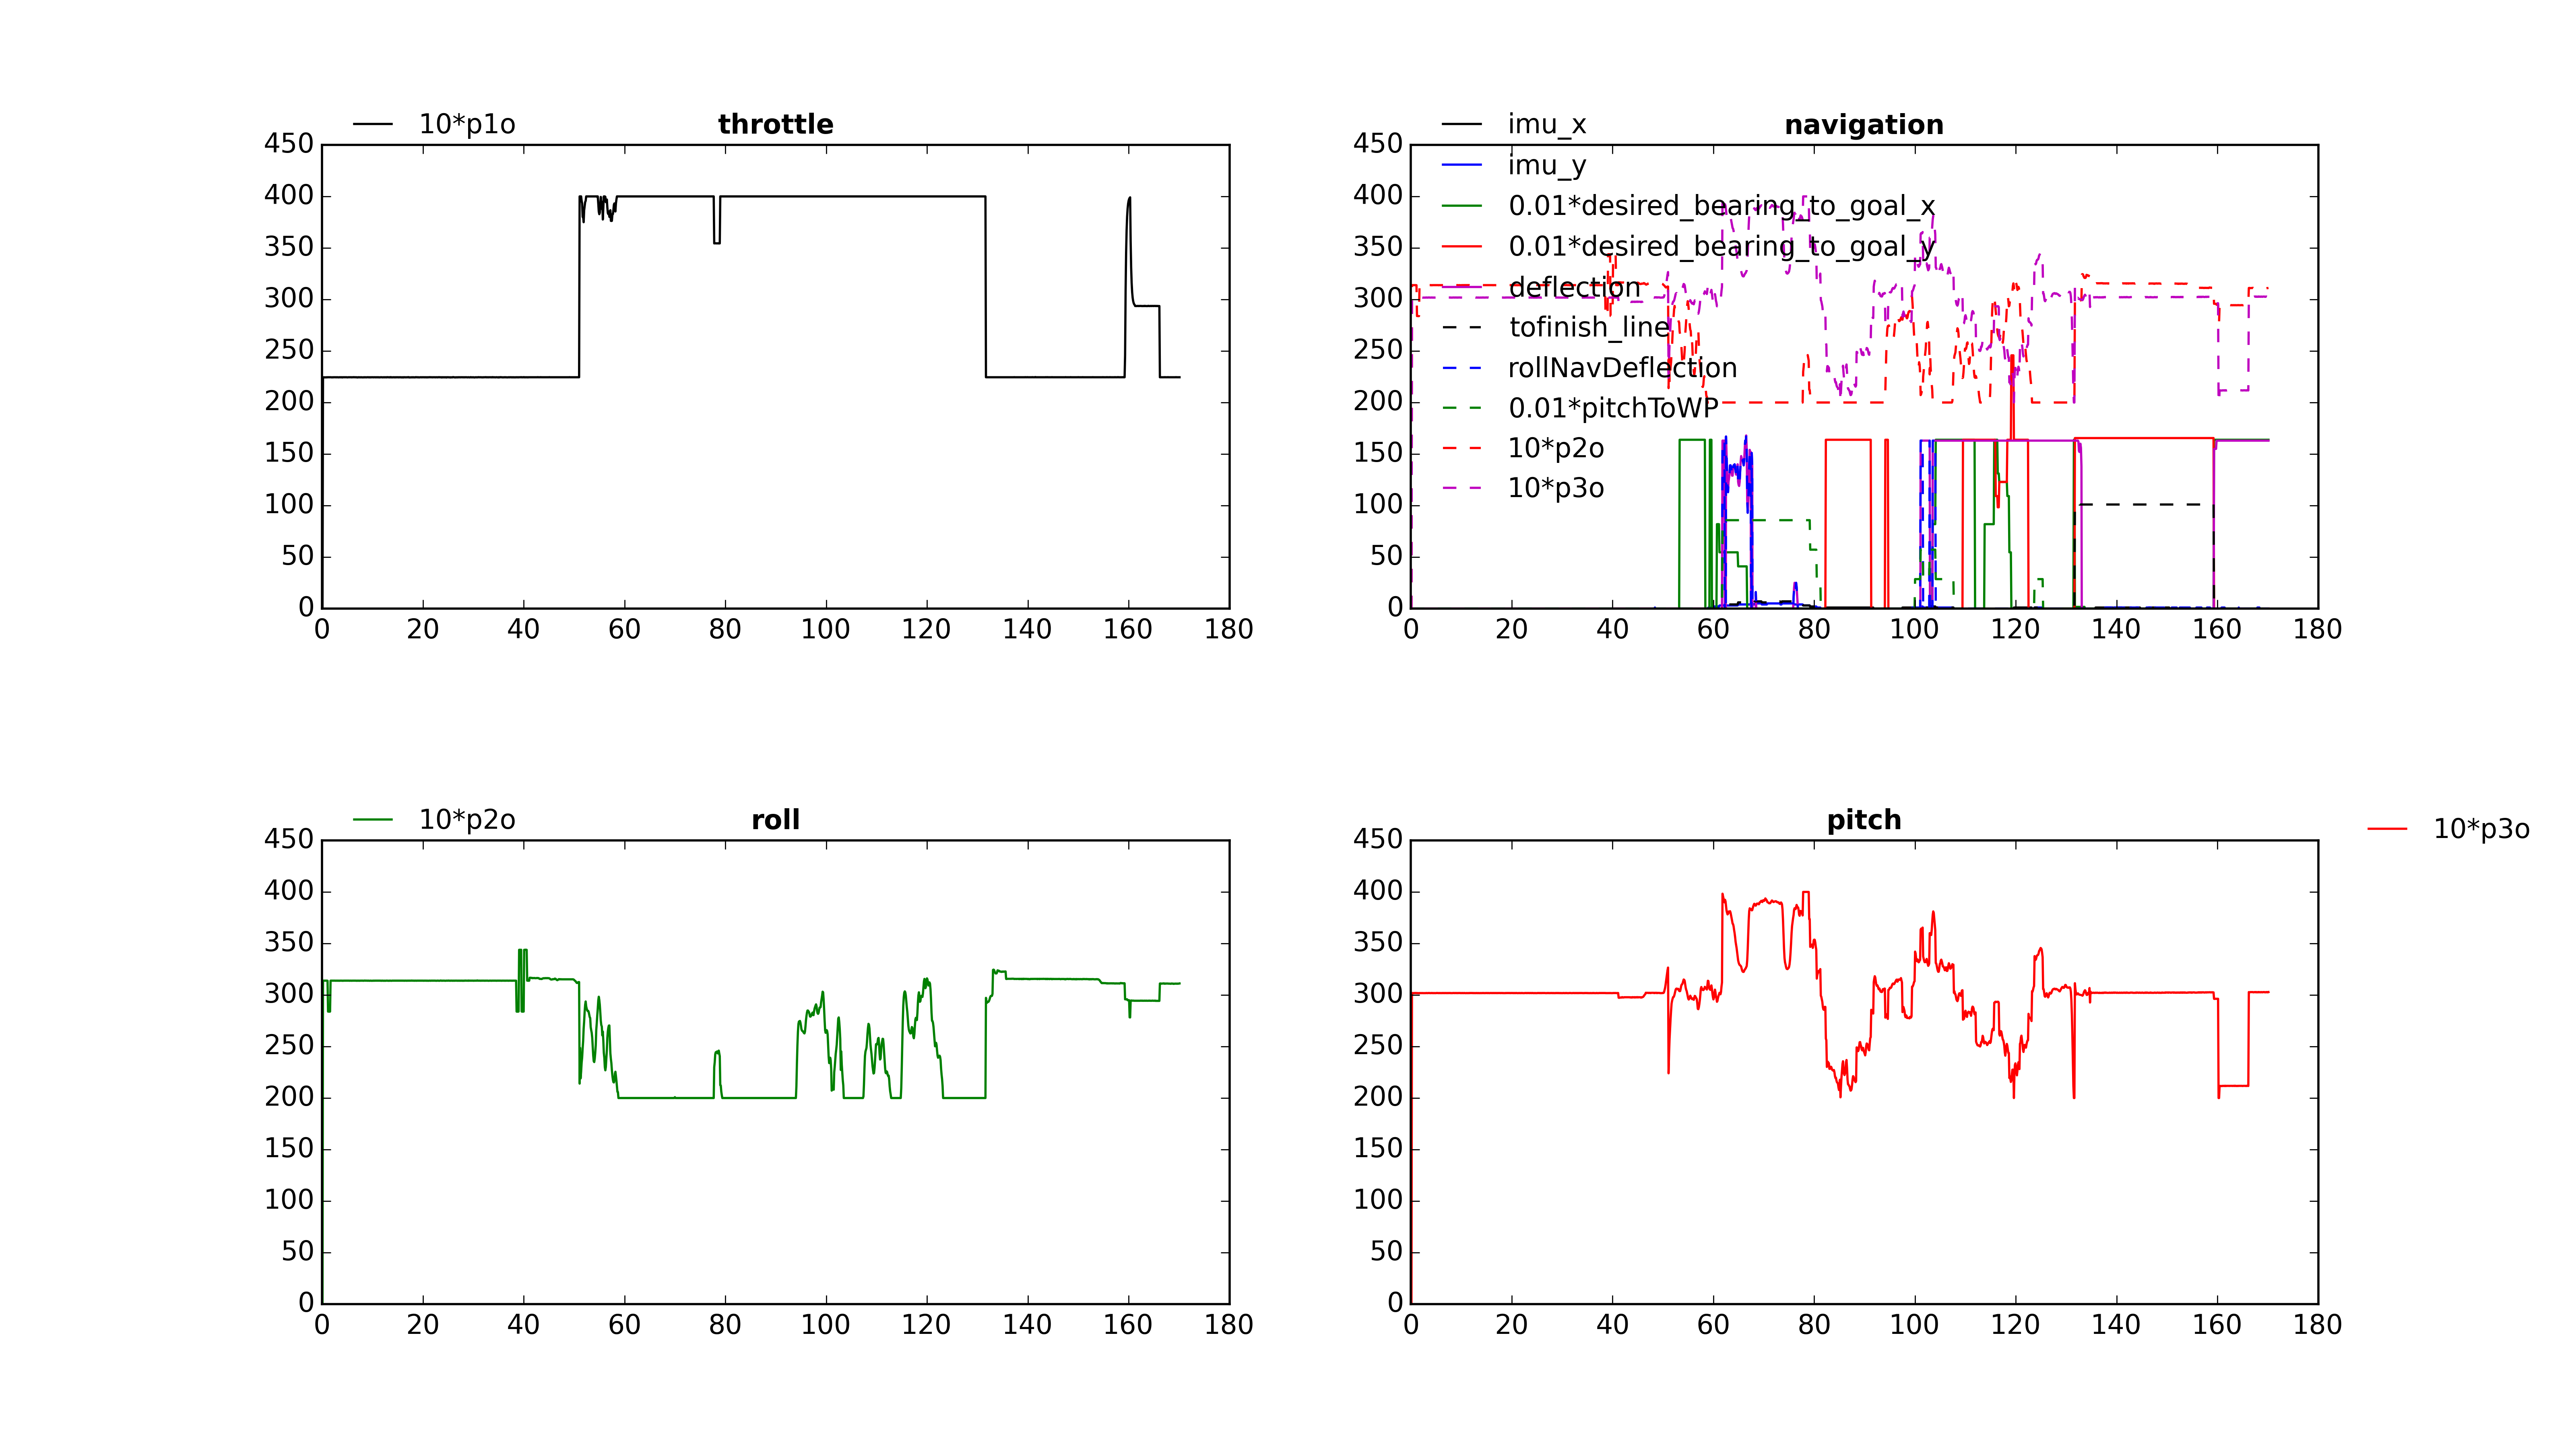 10*p1o
throttle
450
400
350
300
250
200
150
100
50
0
0 20 40 60 80 100 120 140 160 180
navigation
imu_x
imu_y
0.01*desired_bearing_to_goal_x
0.01*desired_bearing_to_goal_y
deflection
tofinish_line
rollNavDeflection
0.01*pitchToWP
10*p2o
10*p3o
450
400
350
300
250
200
150
100
50
0
0 20 40 60 80 100 120 140 160 180
10*p2o
roll
450
400
350
300
250
200
150
100
50
0
0 20 40 60 80 100 120 140 160 180
pitch
10*p3o
450
400
350
300
250
200
150
100
50
0
0 20 40 60 80 100 120 140 160 180